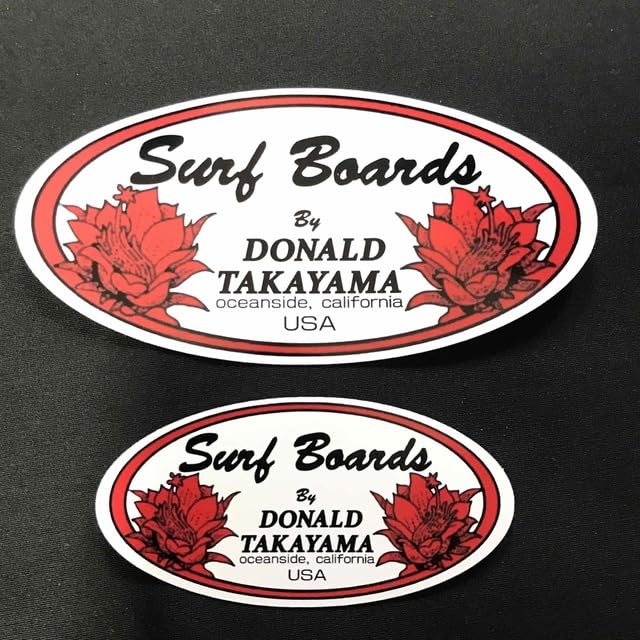 Surf Boards
By
DONALD
TAKAYAMA
oceanside, california
USA
Surf Boards
By
DONALD
TAKAYAMA
oceanside, california
USA